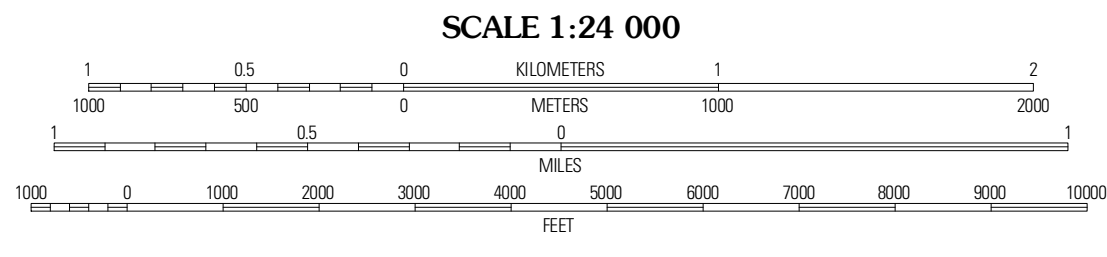 SCALE 1:24 000
1 0.5 0 KILOMETERS 1 2
1000 500 0 METERS 1000 2000
1 0.5 0 1
MILES
1000 0 1000 2000 3000 4000 5000 6000 7000 8000 9000 10000
FEET